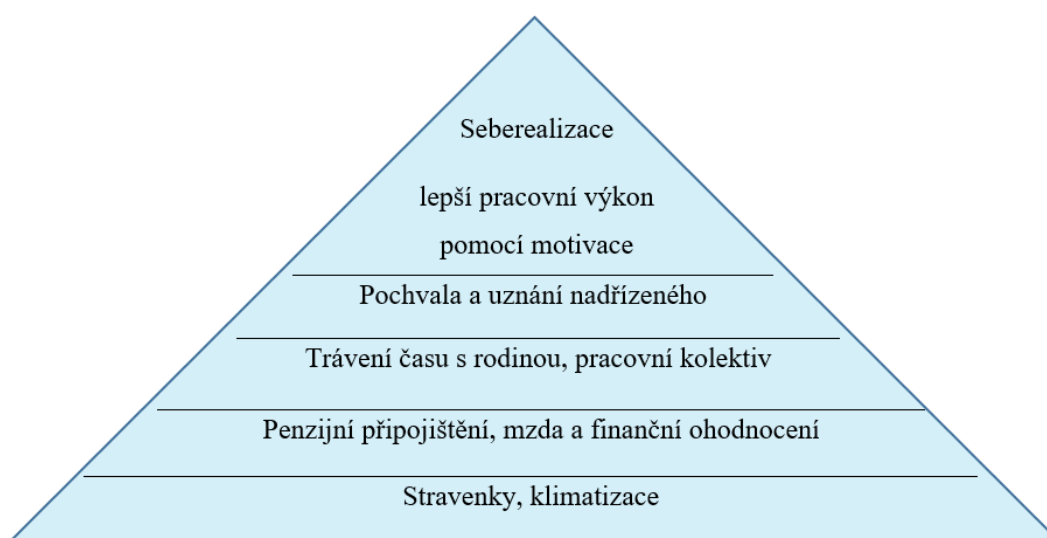 Seberealizace
lepší pracovní výkon
pomocí motivace
Pochvala a uznání nadřízeného
Trávení času s rodinou, pracovní kolektiv
Penzijní připojištění, mzda a finanční ohodnocení
Stravenky, klimatizace